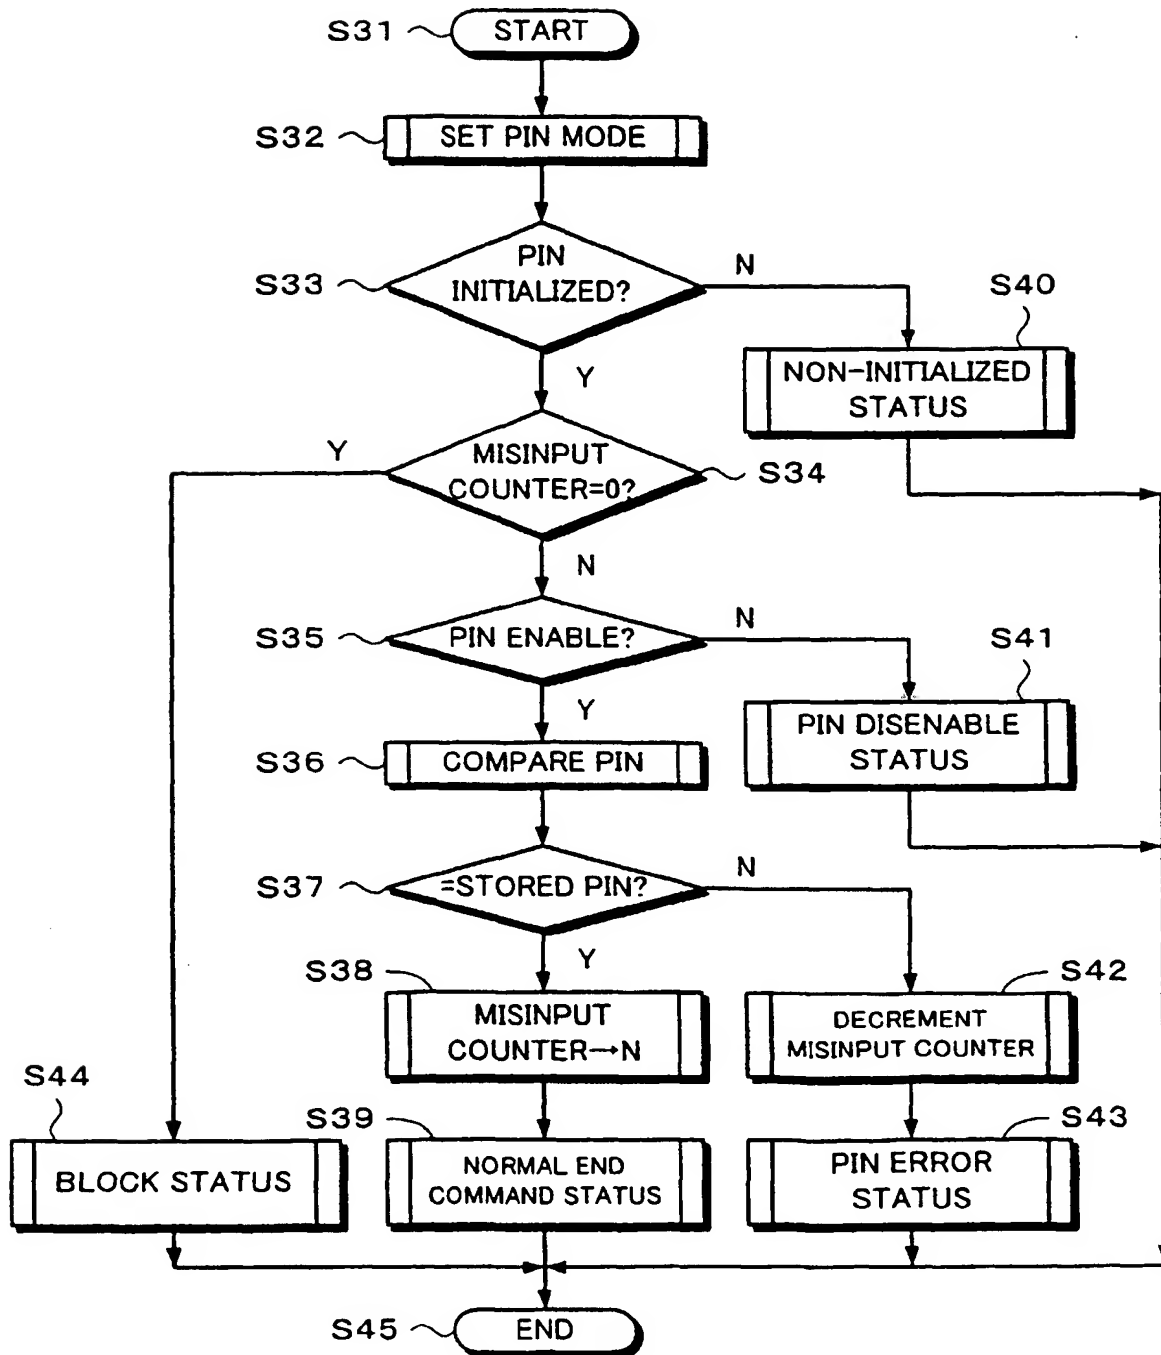 S31
START
S32
SET PIN MODE
S33
PIN
INITIALIZED?
N
S40
NON-INITIALIZED
STATUS
Y
Y
MISINPUT
COUNTER=0?
S34
N
S35
PIN ENABLE?
N
S41
PIN DISENABLE
STATUS
Y
S36
COMPARE PIN
S37
=STORED PIN?
N
Y
S38
MISINPUT
COUNTER→N
S42
DECREMENT
MISINPUT COUNTER
S44
BLOCK STATUS
S39
NORMAL END
COMMAND STATUS
S43
PIN ERROR
STATUS
S45
END